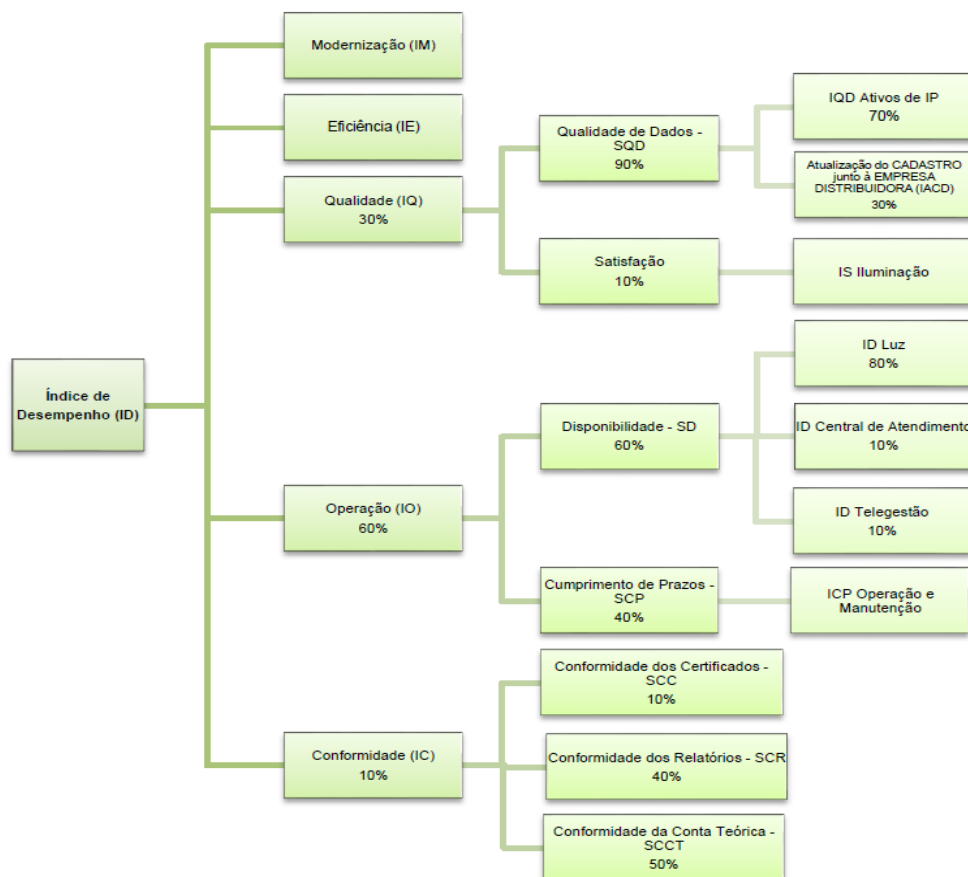 Modernização (IM)
Eficiência (IE)
Qualidade (IQ)
30%
Qualidade de Dados -
SQD
90%
IQD Ativos de IP
70%
Atualização do CADASTRO
junto à EMPRESA
DISTRIBUIDORA (IACD)
30%
Satisfação
10%
IS Iluminação
Índice de
Desempenho (ID)
Operação (IO)
60%
Disponibilidade - SD
60%
ID Luz
80%
ID Central de Atendimento
10%
ID Telegestão
10%
Cumprimento de Prazos -
SCP
40%
ICP Operação e
Manutenção
Conformidade (IC)
10%
Conformidade dos Certificados -
SCC
10%
Conformidade dos Relatórios - SCR
40%
Conformidade da Conta Teórica -
SCCT
50%